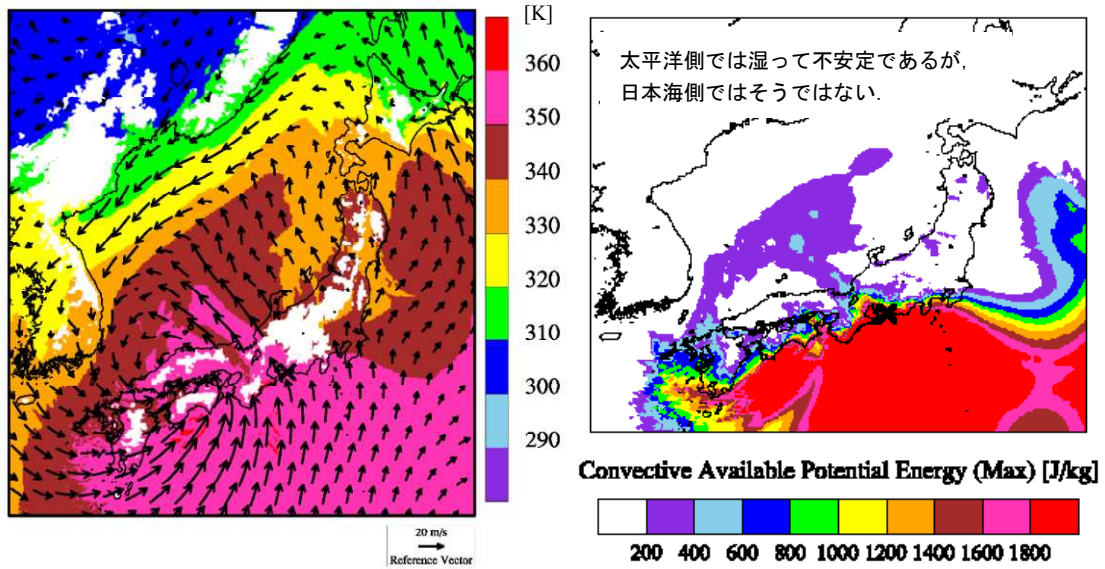 [K]
360
350
340
330
320
310
300
290
20 m/s
Reference Vector
太平洋側では湿って不安定であるが,
日本海側ではそうではない.
Convective Available Potential Energy (Max) [J/kg]
200 400 600 800 1000 1200 1400 1600 1800